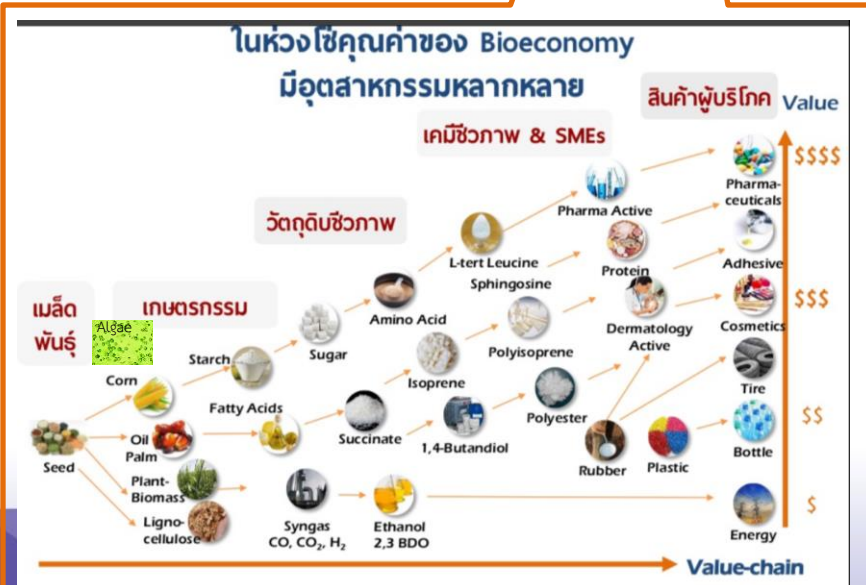 ในห่วงโซ่คุณค่าของ Bioeconomy
มีอุตสาหกรรมหลากหลาย
สินค้าผู้บริโภค
Value
เคมีชีวภาพ & SMEs
วัตถุดิบชีวภาพ
เกษตรกรรม
เมล็ด
พันธุ์
Algae
$$$$
Pharma-
ceuticals
Pharma Active
L-tert Leucine
Sphingosine
Protein
Adhesive
$$$
Amino Acid
Dermatology
Active
Cosmetics
Sugar
Polyisoprene
Starch
Isoprene
Corn
Tire
Fatty Acids
Polyester
Succinate
1,4-Butandiol
$$
Oil
Palm
Seed
Rubber
Plastic
Bottle
Plant-
Biomass
Ligno-
cellulose
Syngas
CO, CO₂, H₂
Ethanol
2,3 BDO
$
Energy
Value-chain